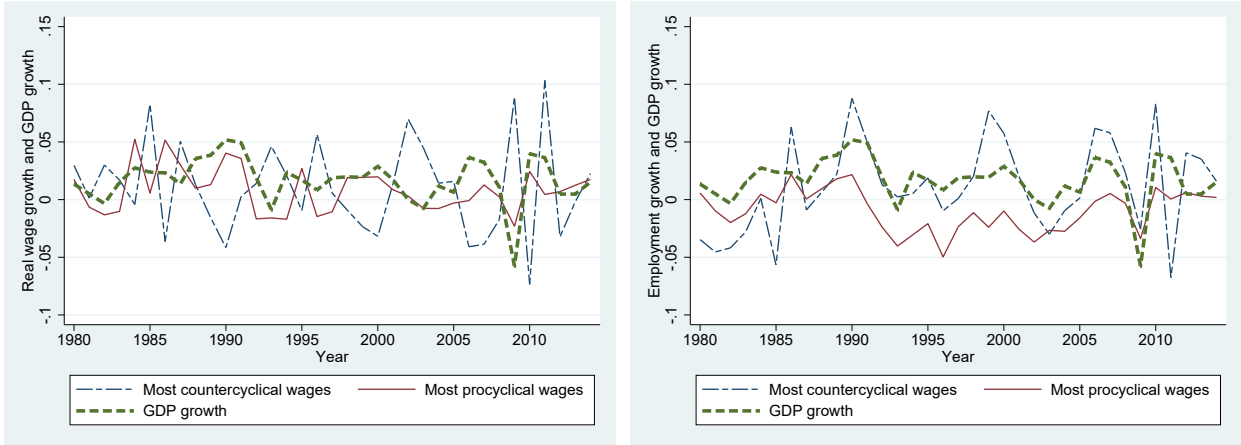 Real wage growth and GDP growth
.15
.1
.05
0
-.05
-.1
1980 1985 1990 1995 2000 2005 2010
Year
Most countercyclical wages Most procyclical wages
GDP growth
Employment growth and GDP growth
.15
.1
.05
0
-.05
-.1
1980 1985 1990 1995 2000 2005 2010
Year
Most countercyclical wages Most procyclical wages
GDP growth